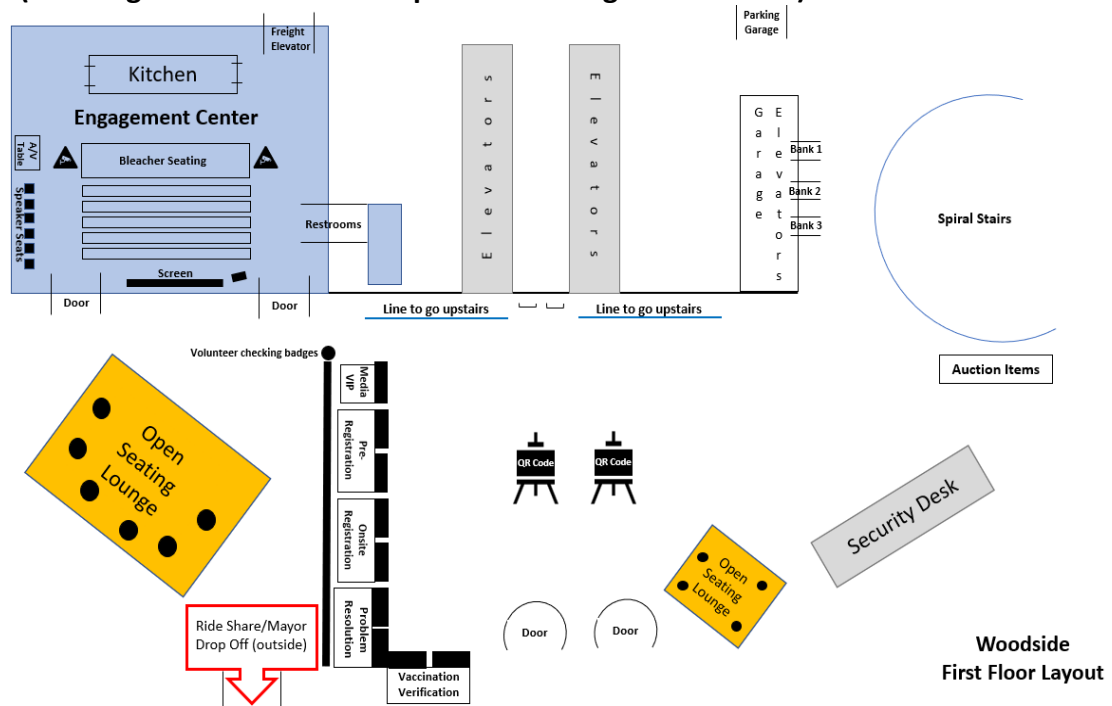 Parking
Garage
Freight
Elevator
Kitchen
Engagement Center
A/V
Table
Bleacher Seating
Speaker Seats
Restrooms
Screen
Door
Door
Elevators
Elevators
Garage
Elevators
Bank 1
Bank 2
Bank 3
Spiral Stairs
Line to go upstairs
Line to go upstairs
Auction Items
Volunteer checking badges
Media
VIP
Pre-
Registration
Onsite
Registration
Problem
Resolution
Vaccination
Verification
Open
Seating
Lounge
QR Code
QR Code
Security Desk
Open
Seating
Lounge
Door
Door
Ride Share/Mayor
Drop Off (outside)
Woodside
First Floor Layout